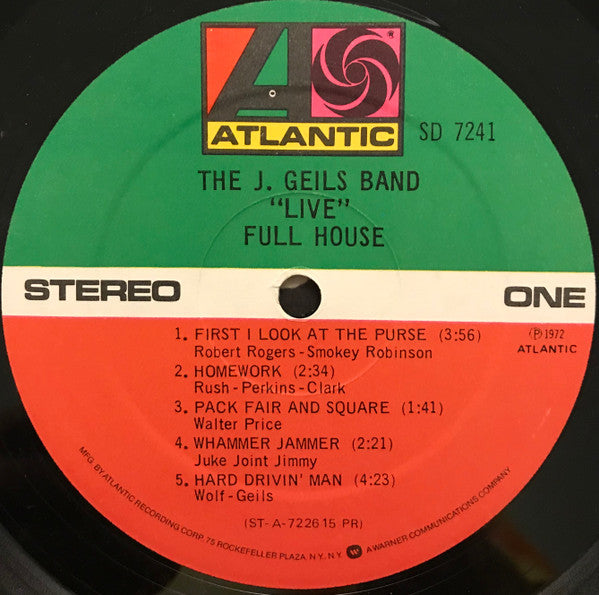 ATLANTIC
®
SD 7241
THE J. GEILS BAND
"LIVE"
FULL HOUSE
STEREO
ONE
1. FIRST I LOOK AT THE PURSE (3:56)
Robert Rogers - Smokey Robinson
2. HOMEWORK (2:34)
Rush - Perkins - Clark
3. PACK FAIR AND SQUARE (1:41)
Walter Price
4. WHAMMER JAMMER (2:21)
Juke Joint Jimmy
5. HARD DRIVIN' MAN (4:23)
Wolf - Geils
℗1972
ATLANTIC
(ST-A-722615 PR)
MFG. BY ATLANTIC RECORDING CORP. 75 ROCKEFELLER PLAZA, N.Y., N.Y. A WARNER COMMUNICATIONS COMPANY